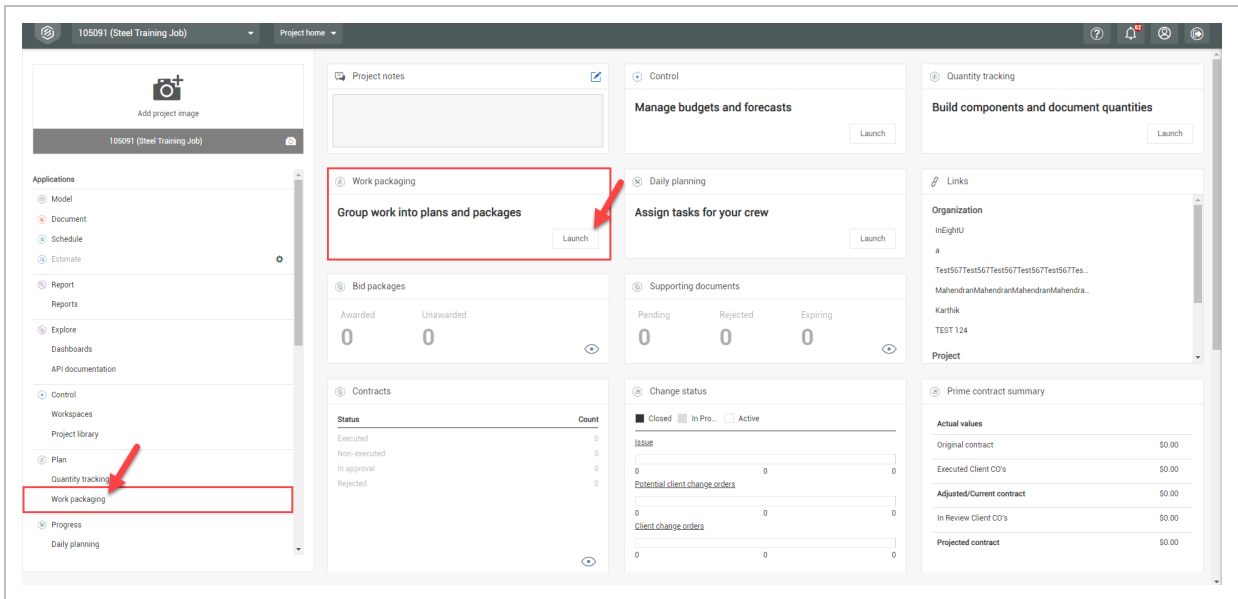 105091 (Steel Training Job)
Project home
62
Add project image
105091 (Steel Training Job)
Applications
Model
Document
Schedule
Estimate
Report
Reports
Explore
Dashboards
API documentation
Control
Workspaces
Project library
Plan
Quantity tracking
Work packaging
Progress
Daily planning
Project notes
Control
Manage budgets and forecasts
Launch
Quantity tracking
Build components and document quantities
Launch
Work packaging
Group work into plans and packages
Launch
Daily planning
Assign tasks for your crew
Launch
Links
Organization
InEightU
a
Test567Test567Test567Test567Test567Tes...
MahendranMahendranMahendranMahendra...
Karthik
TEST 124
Project
Bid packages
Awarded Unawarded
0 0
Supporting documents
Pending Rejected Expiring
0 0 0
Contracts
Status Count
Executed 0
Non-executed 0
In approval 0
Rejected 0
Change status
Closed In Pro... Active
Issue
0 0 0
Potential client change orders
0 0 0
Client change orders
0 0 0
Prime contract summary
Actual values
Original contract $0.00
Executed Client CO's $0.00
Adjusted/Current contract $0.00
In Review Client CO's $0.00
Projected contract $0.00